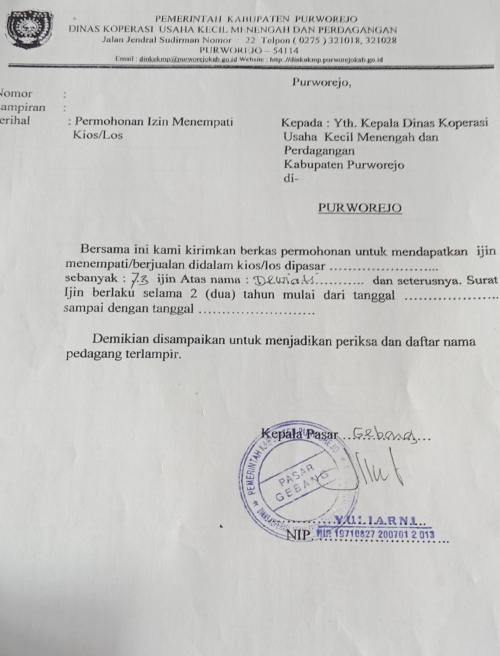 PEMERINTAH KABUPATEN PURWOREJO
DINAS KOPERASI USAHA KECIL MENENGAH DAN PERDAGANGAN
Jalan Jendral Sudirman Nomor 22 Telpon ( 0275 ) 321018, 321028
PURWOREJO – 54114
Email : dinkukmp@purworejokab.go.id Website : http://dinkukmp.purworejokab.go.id
Purworejo,
Nomor :
ampiran :
erihal : Permohonan Izin Menempati
Kios/Los
Kepada : Yth. Kepala Dinas Koperasi
Usaha Kecil Menengah dan
Perdagangan
Kabupaten Purworejo
di-
PURWOREJO
Bersama ini kami kirimkan berkas permohonan untuk mendapatkan ijin
menempati/berjualan didalam kios/los dipasar ......................
sebanyak : 73 ijin Atas nama : Dewiati ........... dan seterusnya. Surat
Ijin berlaku selama 2 (dua) tahun mulai dari tanggal ...................
sampai dengan tanggal ........................
Demikian disampaikan untuk menjadikan periksa dan daftar nama
pedagang terlampir.
Kepala Pasar ..Gebang...
PEMERINTAH
PASAR
GEBANG
YULIARNI
NIP. NIP. 19710827 200701 2 013